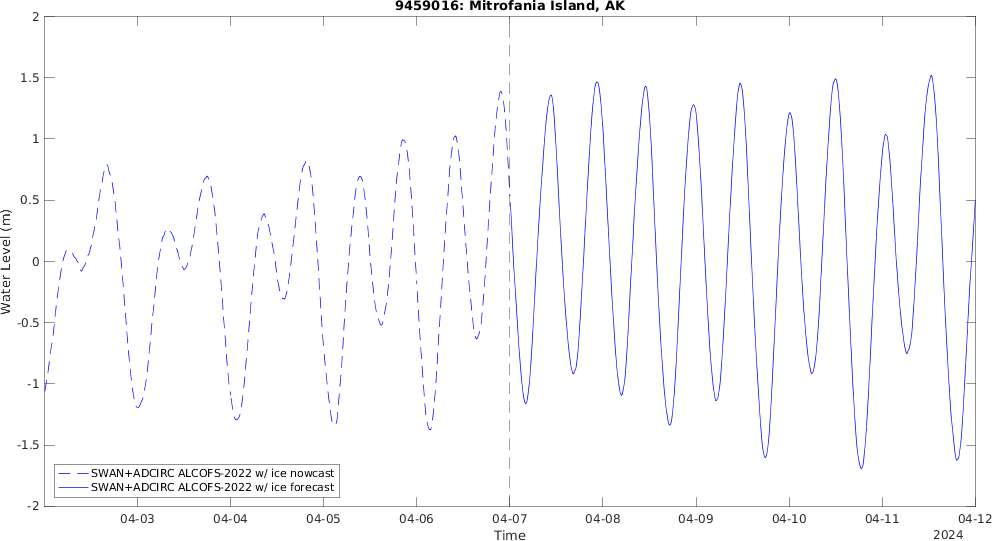 9459016: Mitrofania Island, AK
Water Level (m)
2
1.5
1
0.5
0
-0.5
-1
-1.5
-2
SWAN+ADCIRC ALCOFS-2022 w/ ice nowcast
SWAN+ADCIRC ALCOFS-2022 w/ ice forecast
04-03 04-04 04-05 04-06 04-07 04-08 04-09 04-10 04-11 04-12
Time
2024